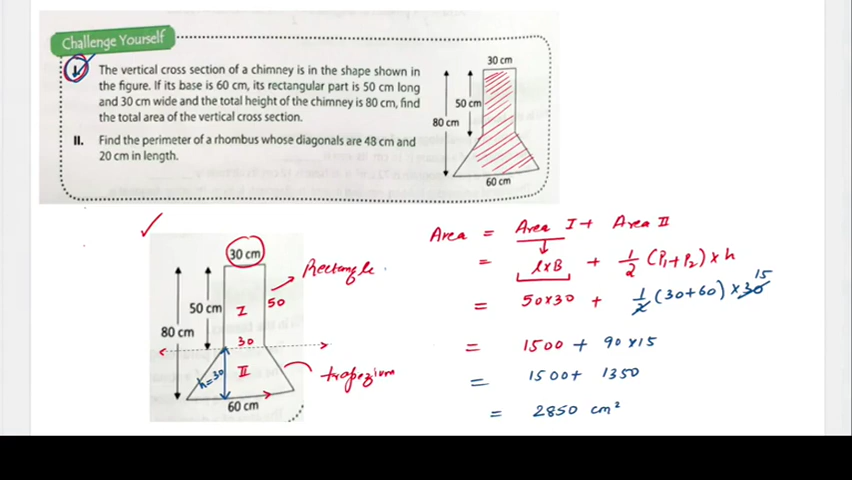 Challenge Yourself
I. The vertical cross section of a chimney is in the shape shown in
the figure. If its base is 60 cm, its rectangular part is 50 cm long
and 30 cm wide and the total height of the chimney is 80 cm, find
the total area of the vertical cross section.
II. Find the perimeter of a rhombus whose diagonals are 48 cm and
20 cm in length.
30 cm
50 cm
80 cm
60 cm
30 cm
Rectangle
50 cm
I
50
80 cm
30
h=30
II
trapezium
60 cm
Area = Area I + Area II
= l×B + 1/2 (P1+P2) × h
= 50×30 + 1/2 (30+60) × 30 15
= 1500 + 90×15
= 1500 + 1350
= 2850 cm²